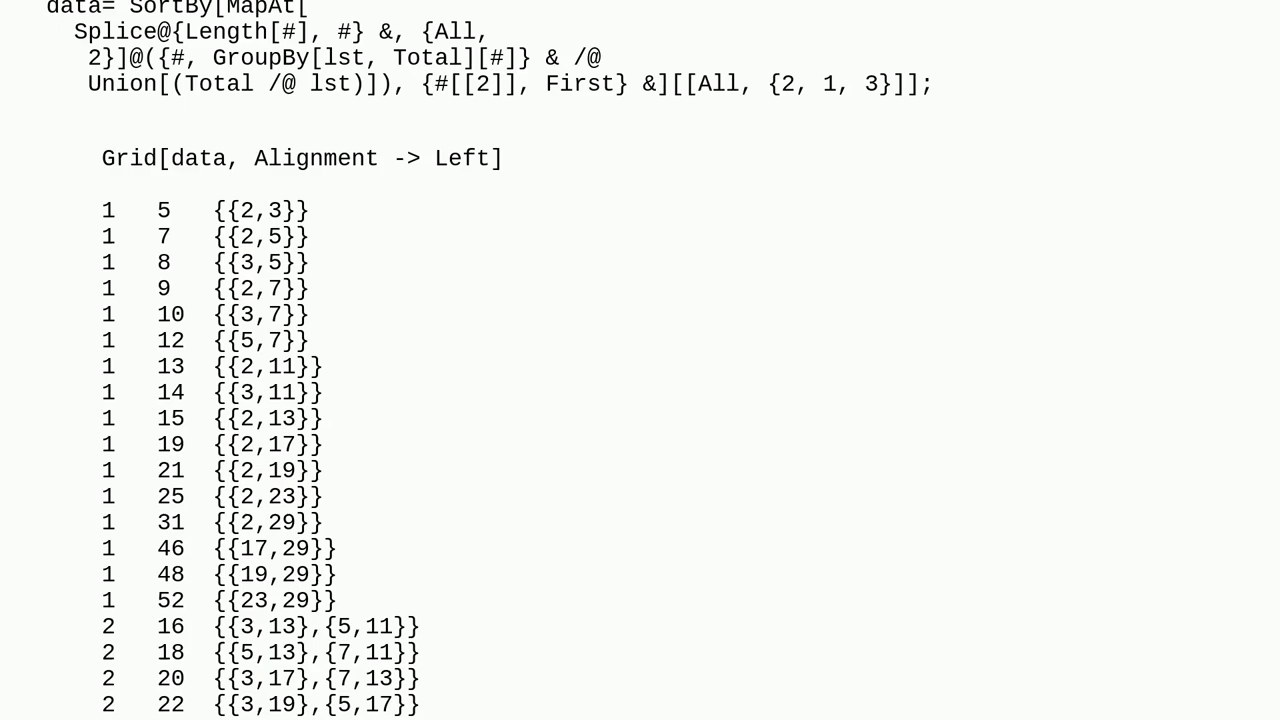 data= SortBy[MapAt[
Splice@{Length[#], #} &, {All,
2}]@({#, GroupBy[lst, Total][#]} & /@
Union[(Total /@ lst)]), {#[[2]], First} &][[All, {2, 1, 3}]];
Grid[data, Alignment -> Left]
1 5 {{2,3}}
1 7 {{2,5}}
1 8 {{3,5}}
1 9 {{2,7}}
1 10 {{3,7}}
1 12 {{5,7}}
1 13 {{2,11}}
1 14 {{3,11}}
1 15 {{2,13}}
1 19 {{2,17}}
1 21 {{2,19}}
1 25 {{2,23}}
1 31 {{2,29}}
1 46 {{17,29}}
1 48 {{19,29}}
1 52 {{23,29}}
2 16 {{3,13},{5,11}}
2 18 {{5,13},{7,11}}
2 20 {{3,17},{7,13}}
2 22 {{3,19},{5,17}}